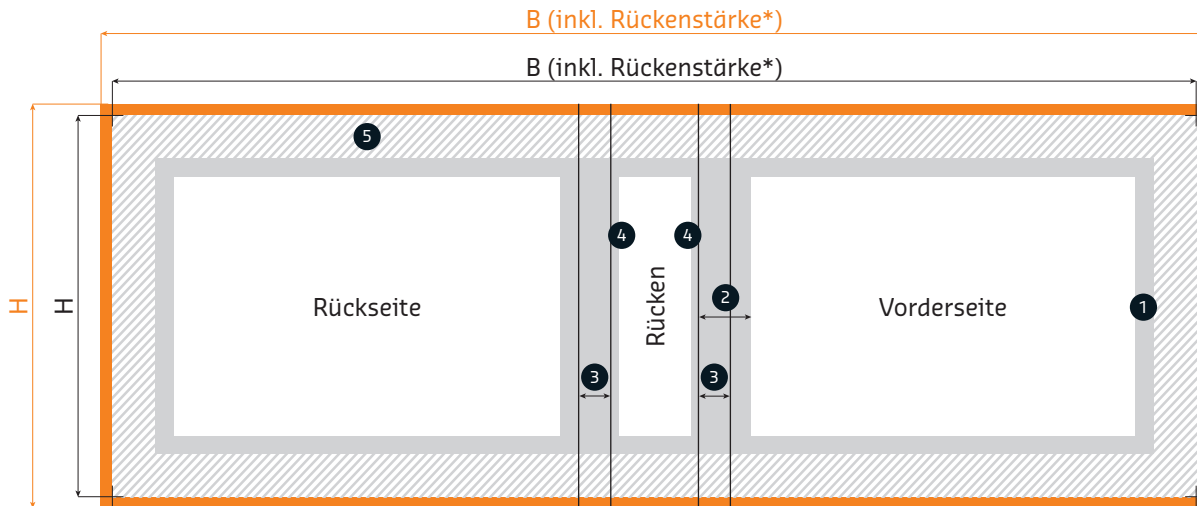 B (inkl. Rückenstärke*)
B (inkl. Rückenstärke*)
5
4
4
H
H
Rückseite
Rücken
2
Vorderseite
1
3
3